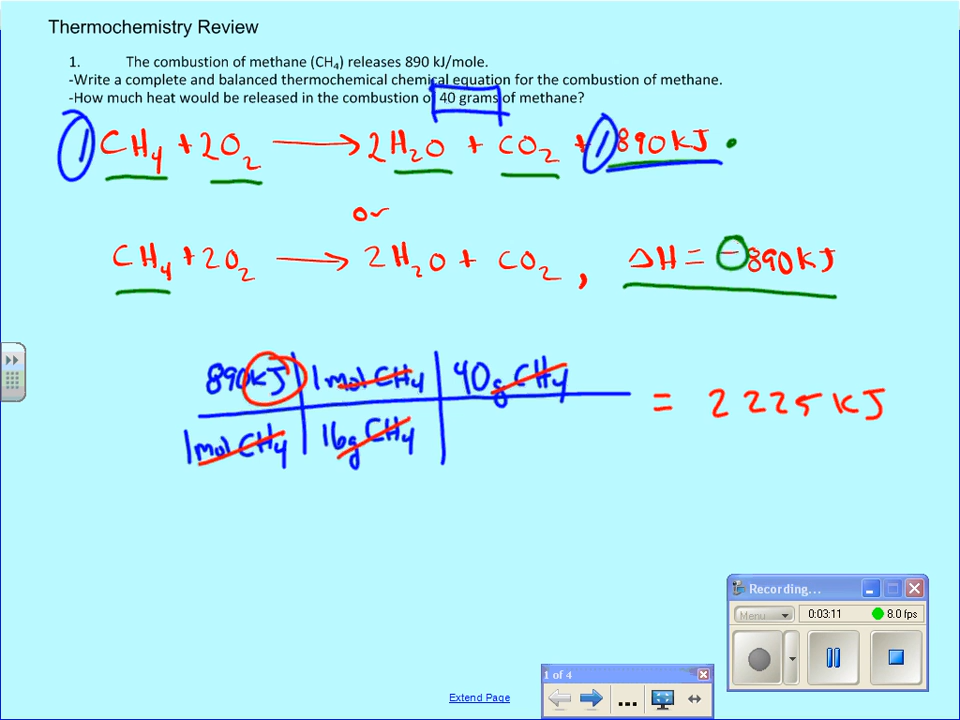 Thermochemistry Review
1. The combustion of methane (CH₄) releases 890 kJ/mole.
-Write a complete and balanced thermochemical chemical equation for the combustion of methane.
-How much heat would be released in the combustion of 40 grams of methane?
1 CH₄ + 2O₂ → 2H₂O + CO₂ + 1 890 kJ
or
CH₄ + 2O₂ → 2H₂O + CO₂, ΔH = -890 kJ
890 kJ | 1 mol CH₄ | 40 g CH₄
= 2225 kJ
1 mol CH₄ | 16 g CH₄
Recording...
Menu 0:03:11 8.0 fps
1 of 4
...
Extend Page